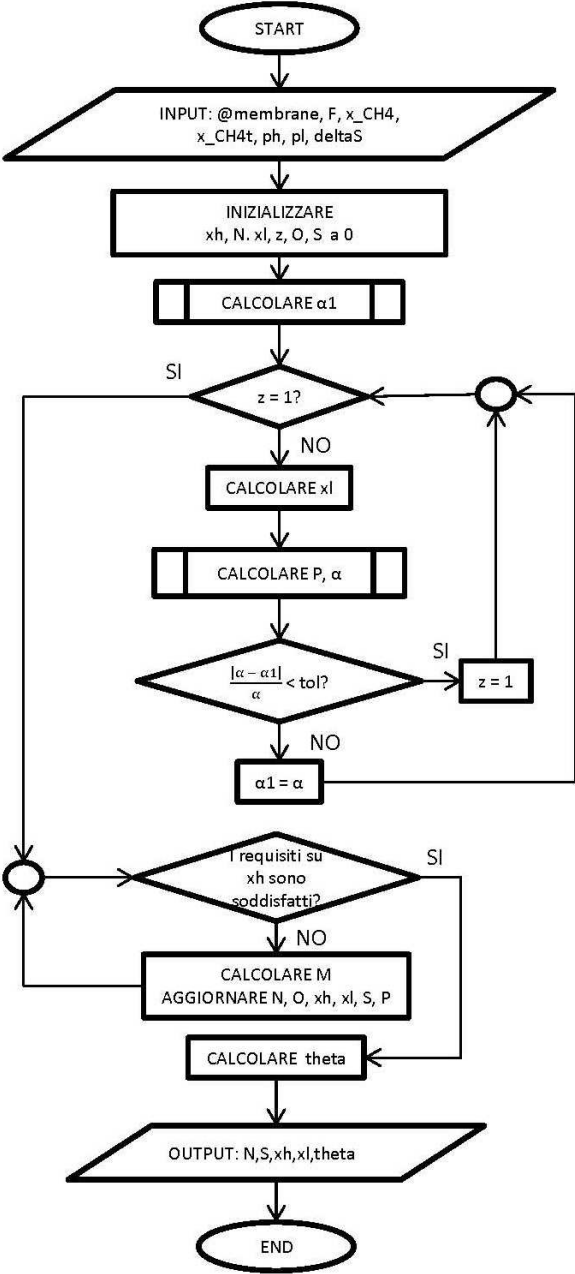 START
INPUT: @membrane, F, x_CH4,
x_CH4t, ph, pl, deltaS
INIZIALIZZARE
xh, N. xl, z, O, S a 0
CALCOLARE α1
SI
z = 1?
NO
CALCOLARE xl
CALCOLARE P, α
|α − α1|
α
< tol?
SI
z = 1
NO
α1 = α
I requisiti su
xh sono
soddisfatti?
SI
NO
CALCOLARE M
AGGIORNARE N, O, xh, xl, S, P
CALCOLARE theta
OUTPUT: N,S,xh,xl,theta
END